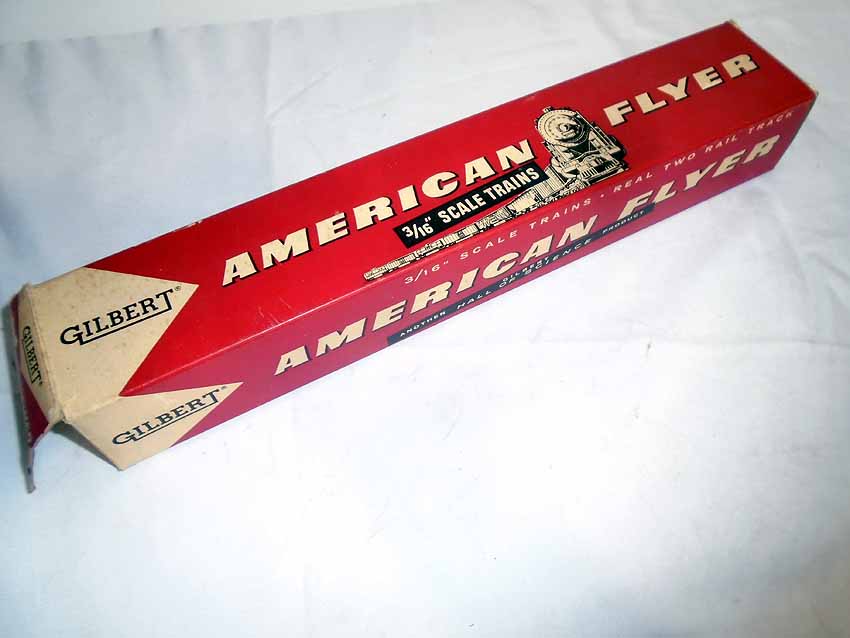 AMERICAN FLYER
3/16" SCALE TRAINS
GILBERT®
3/16" SCALE TRAINS • REAL TWO RAIL TRACK
AMERICAN FLYER
ANOTHER GILBERT HALL OF SCIENCE PRODUCT
GILBERT®
GILBERT®